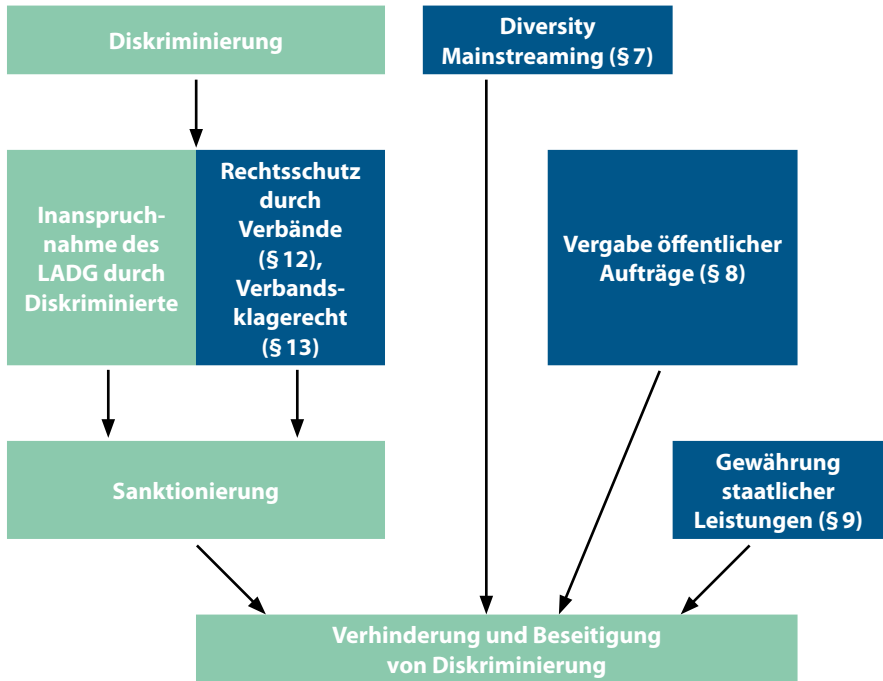 Diskriminierung
Diversity
Mainstreaming (§ 7)
Inanspruch-
nahme des
LADG durch
Diskriminierte
Rechtsschutz
durch
Verbände
(§ 12),
Verbands-
klagerecht
(§ 13)
Vergabe öffentlicher
Aufträge (§ 8)
Sanktionierung
Gewährung
staatlicher
Leistungen (§ 9)
Verhinderung und Beseitigung
von Diskriminierung